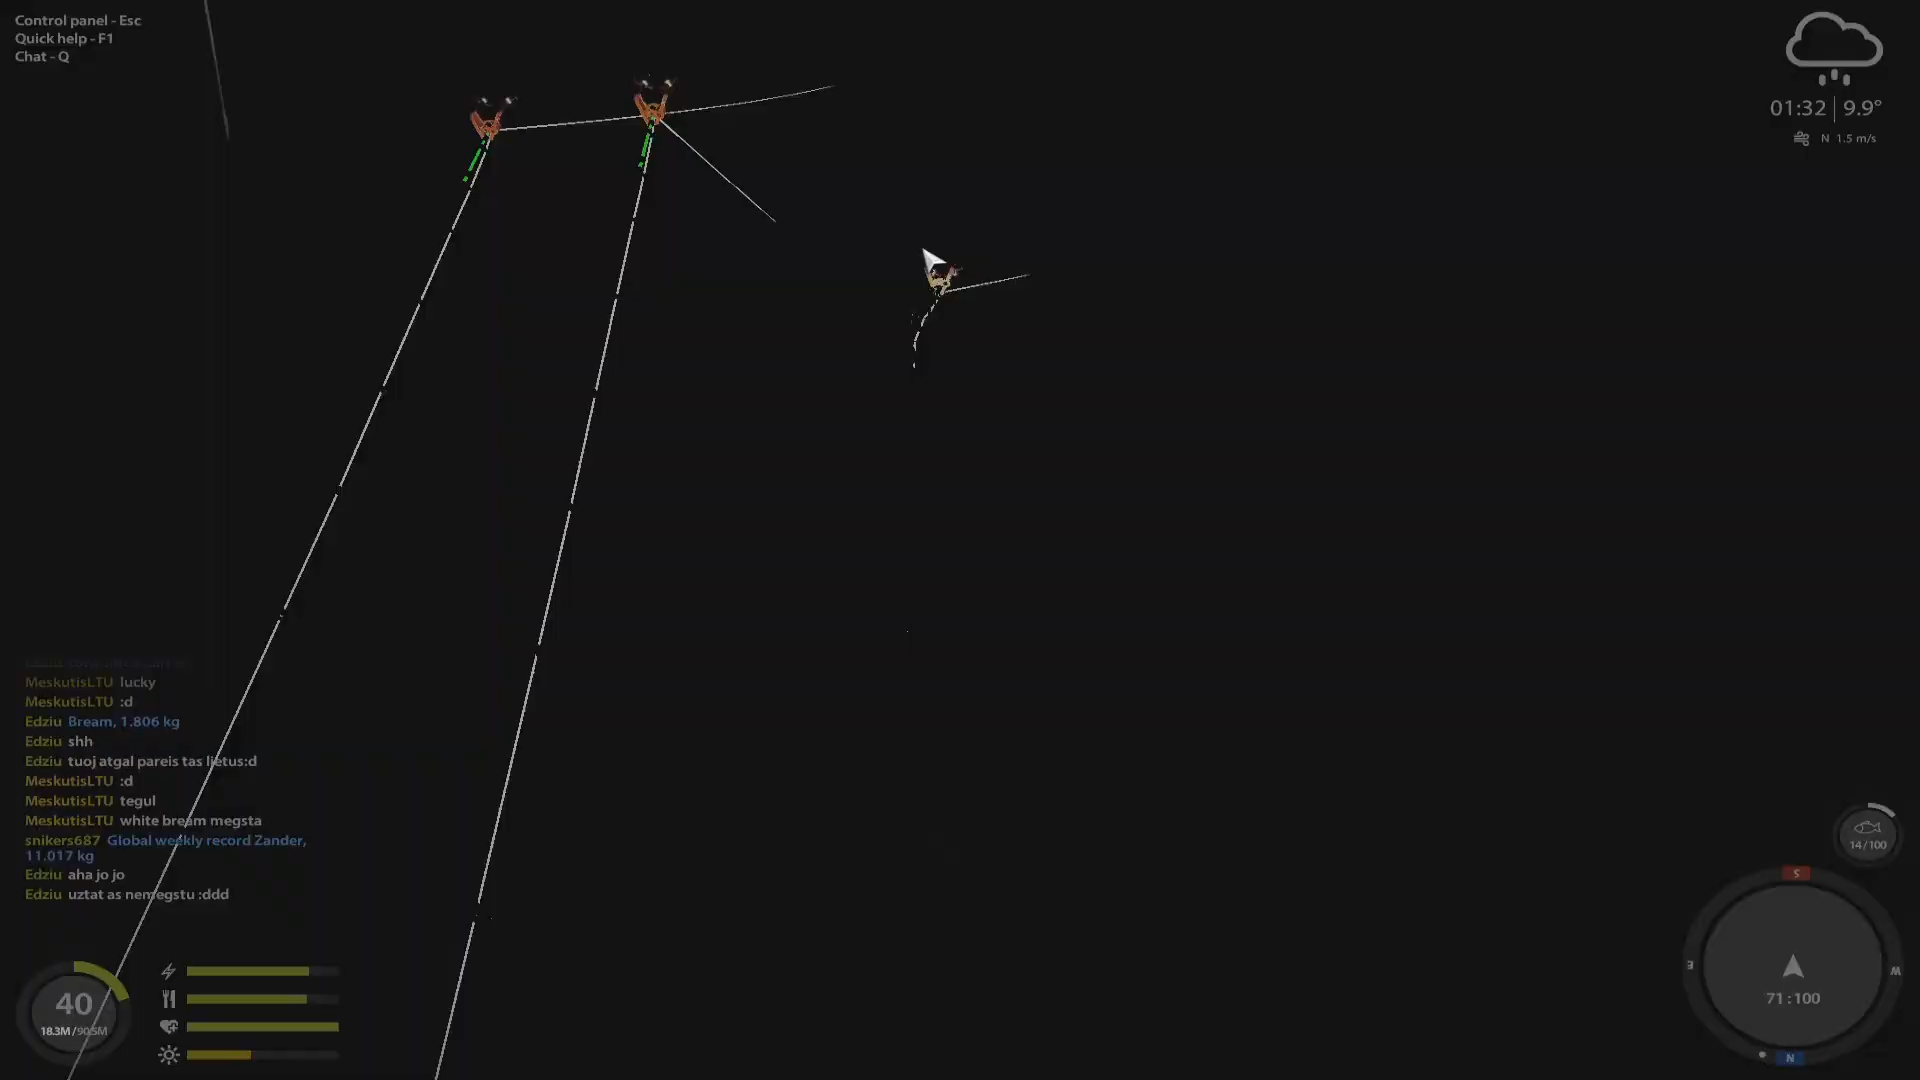 Control panel - Esc
Quick help - F1
Chat - Q
01:32 | 9.9°
N 1.5 m/s
MeskutisLTU lucky
MeskutisLTU :d
Edziu Bream, 1.806 kg
Edziu shh
Edziu tuoj atgal pareis tas lietus:d
MeskutisLTU :d
MeskutisLTU tegul
MeskutisLTU white bream megsta
snikers687 Global weekly record Zander,
11.017 kg
Edziu aha jo jo
Edziu uztat as nemegstu :ddd
14/100
S
E
W
71:100
N
40
18.3M/90.5M